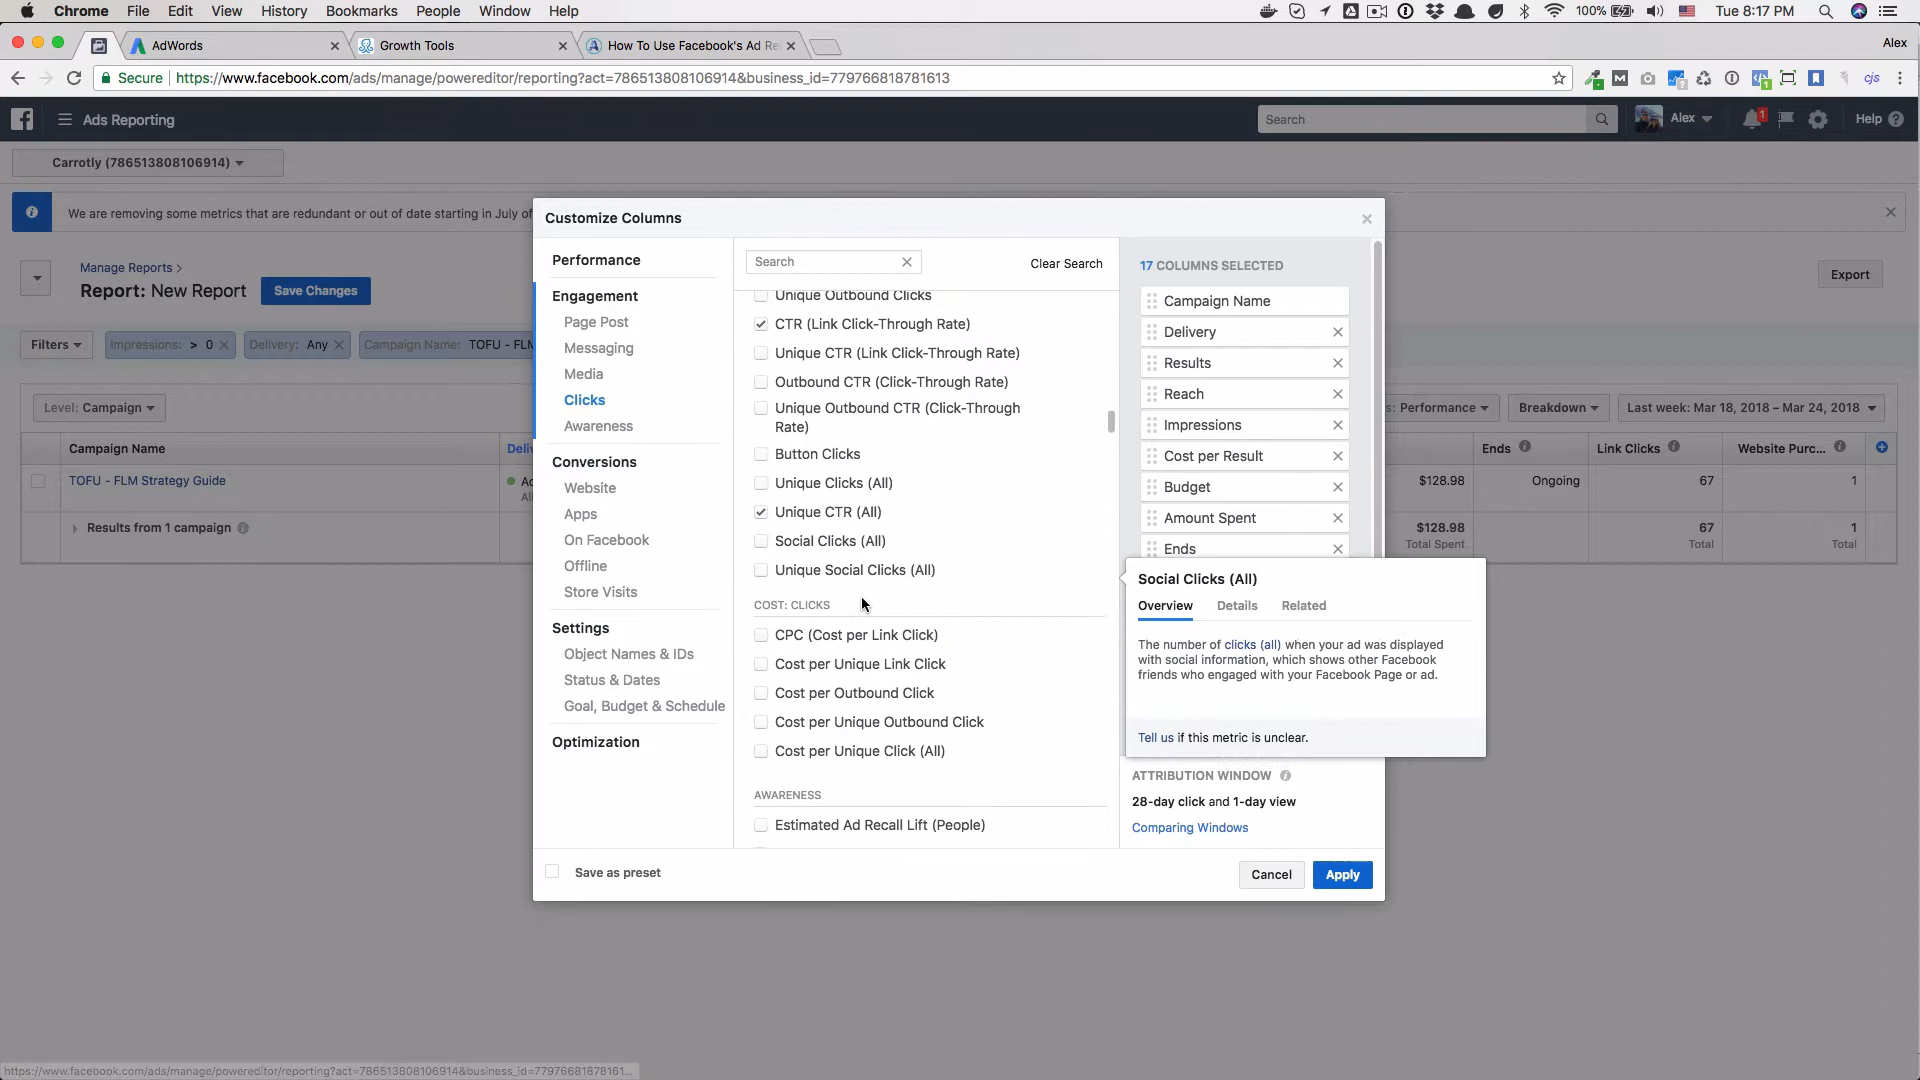 Chrome File Edit View History Bookmarks People Window Help 100% Tue 8:17 PM
AdWords Growth Tools How To Use Facebook's Ad Re Alex
Secure https://www.facebook.com/ads/manage/powereditor/reporting?act=786513808106914&business_id=779766818781613 cjs
Ads Reporting Search Alex 1 Help
Carrotly (786513808106914)
We are removing some metrics that are redundant or out of date starting in July of
Manage Reports >
Report: New Report Save Changes Export
Filters Impressions: > 0 Delivery: Any Campaign Name: TOFU - FLM
Level: Campaign s: Performance Breakdown Last week: Mar 18, 2018 – Mar 24, 2018
Campaign Name Deliv Ends Link Clicks Website Purc...
TOFU - FLM Strategy Guide $128.98 Ongoing 67 1
Results from 1 campaign $128.98 67 1
Total Spent Total Total
Customize Columns
Performance
Engagement
Page Post
Messaging
Media
Clicks
Awareness
Conversions
Website
Apps
On Facebook
Offline
Store Visits
Settings
Object Names & IDs
Status & Dates
Goal, Budget & Schedule
Optimization
Search Clear Search
Unique Outbound Clicks
CTR (Link Click-Through Rate)
Unique CTR (Link Click-Through Rate)
Outbound CTR (Click-Through Rate)
Unique Outbound CTR (Click-Through
Rate)
Button Clicks
Unique Clicks (All)
Unique CTR (All)
Social Clicks (All)
Unique Social Clicks (All)
COST: CLICKS
CPC (Cost per Link Click)
Cost per Unique Link Click
Cost per Outbound Click
Cost per Unique Outbound Click
Cost per Unique Click (All)
AWARENESS
Estimated Ad Recall Lift (People)
17 COLUMNS SELECTED
Campaign Name
Delivery
Results
Reach
Impressions
Cost per Result
Budget
Amount Spent
Ends
Social Clicks (All)
Overview Details Related
The number of clicks (all) when your ad was displayed
with social information, which shows other Facebook
friends who engaged with your Facebook Page or ad.
Tell us if this metric is unclear.
ATTRIBUTION WINDOW
28-day click and 1-day view
Comparing Windows
Save as preset Cancel Apply
https://www.facebook.com/ads/manage/powereditor/reporting?act=786513808106914&business_id=77976681878161...